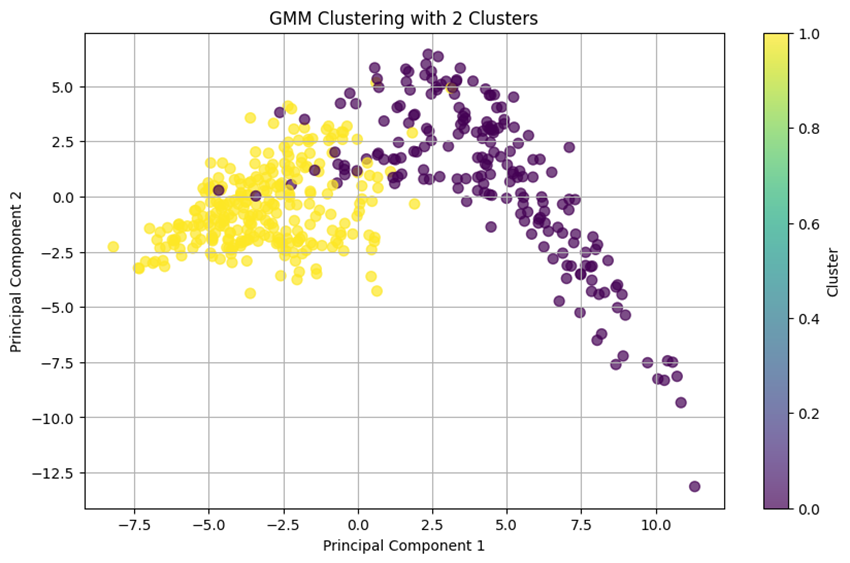 GMM Clustering with 2 Clusters
1.0
5.0
0.8
2.5
0.0
0.6
Principal Component 2
−2.5
Cluster
−5.0
0.4
−7.5
−10.0
0.2
−12.5
0.0
−7.5 −5.0 −2.5 0.0 2.5 5.0 7.5 10.0
Principal Component 1